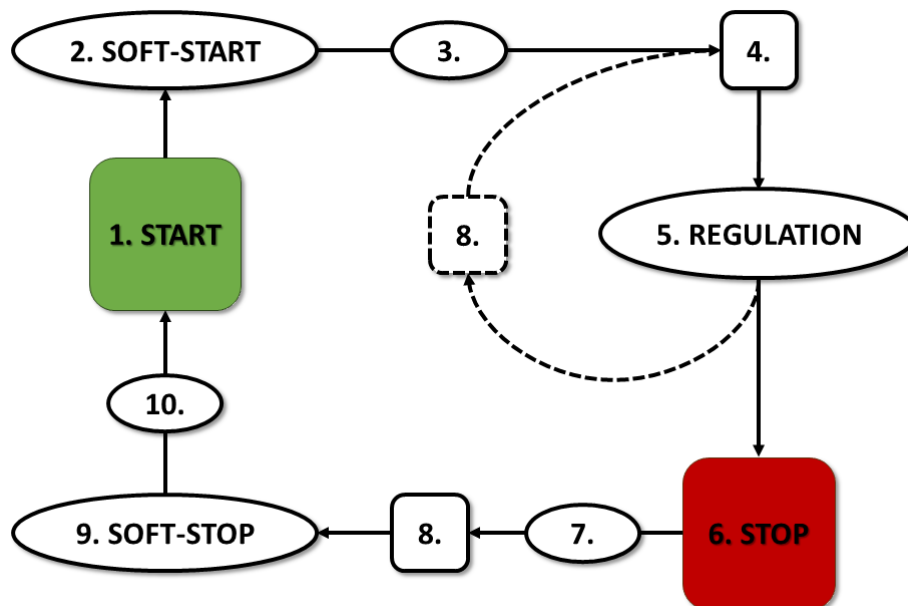 2. SOFT-START
3.
4.
1. START
8.
5. REGULATION
10.
9. SOFT-STOP
8.
7.
6. STOP